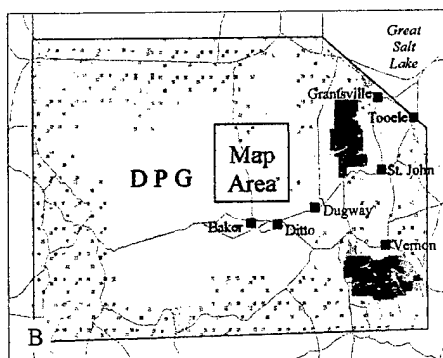 Great
Salt
Lake
Grantsville
Tooele
Map
Area
DPG
St. John
Dugway
Baker
Ditto
Vernon
B